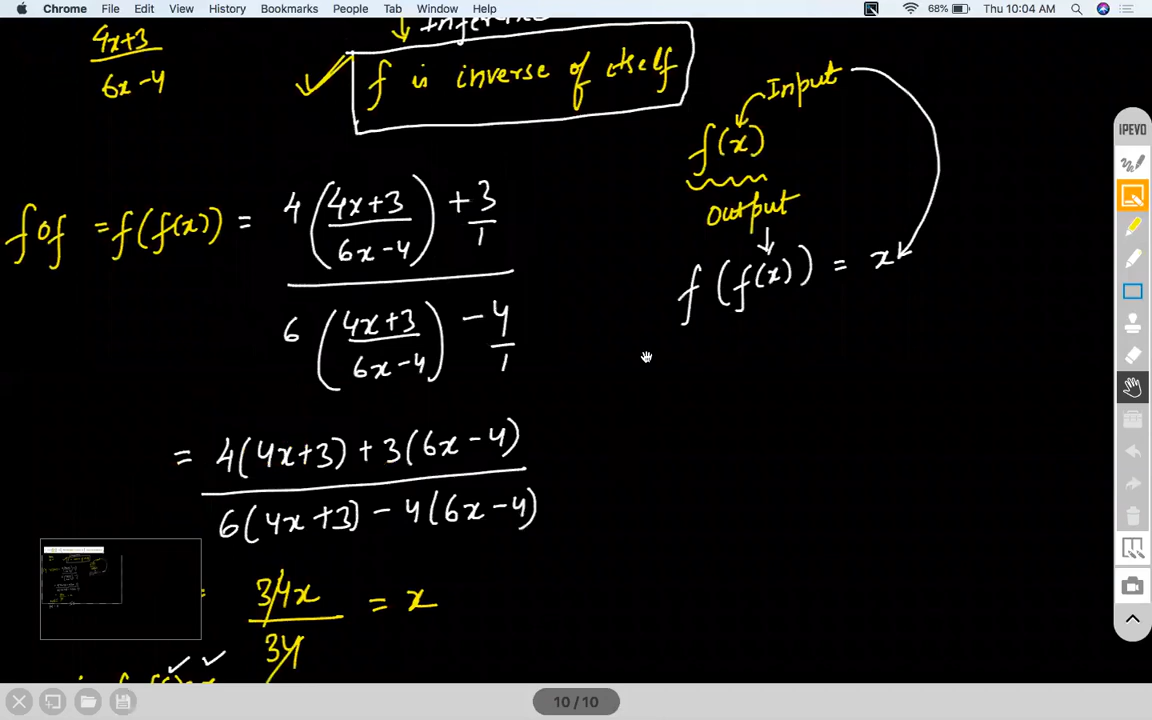 Chrome File Edit View History Bookmarks People Tab Window Help 68% Thu 10:04 AM
4x+3
6x-4
f is inverse of itself
Input
f(x)
Output
f(f(x)) = x
IPEVO
fof = f(f(x)) = 4(4x+3 / 6x-4) + 3/1
6(4x+3 / 6x-4) - 4/1
= 4(4x+3) + 3(6x-4)
6(4x+3) - 4(6x-4)
= 34x / 34 = x
10 / 10